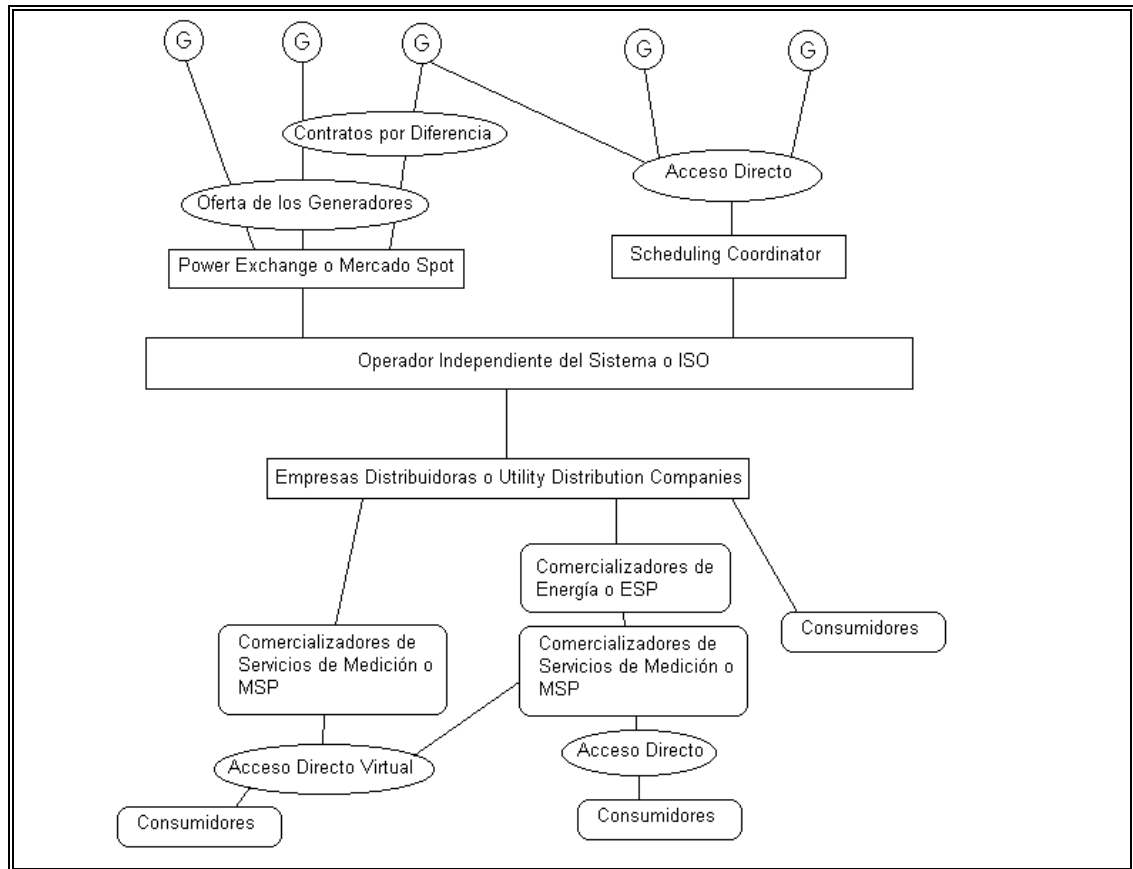 G
G
G
G
G
Contratos por Diferencia
Acceso Directo
Oferta de los Generadores
Power Exchange o Mercado Spot
Scheduling Coordinator
Operador Independiente del Sistema o ISO
Empresas Distribuidoras o Utility Distribution Companies
Comercializadores de
Energía o ESP
Consumidores
Comercializadores de
Servicios de Medición o
MSP
Comercializadores de
Servicios de Medición o
MSP
Acceso Directo Virtual
Acceso Directo
Consumidores
Consumidores